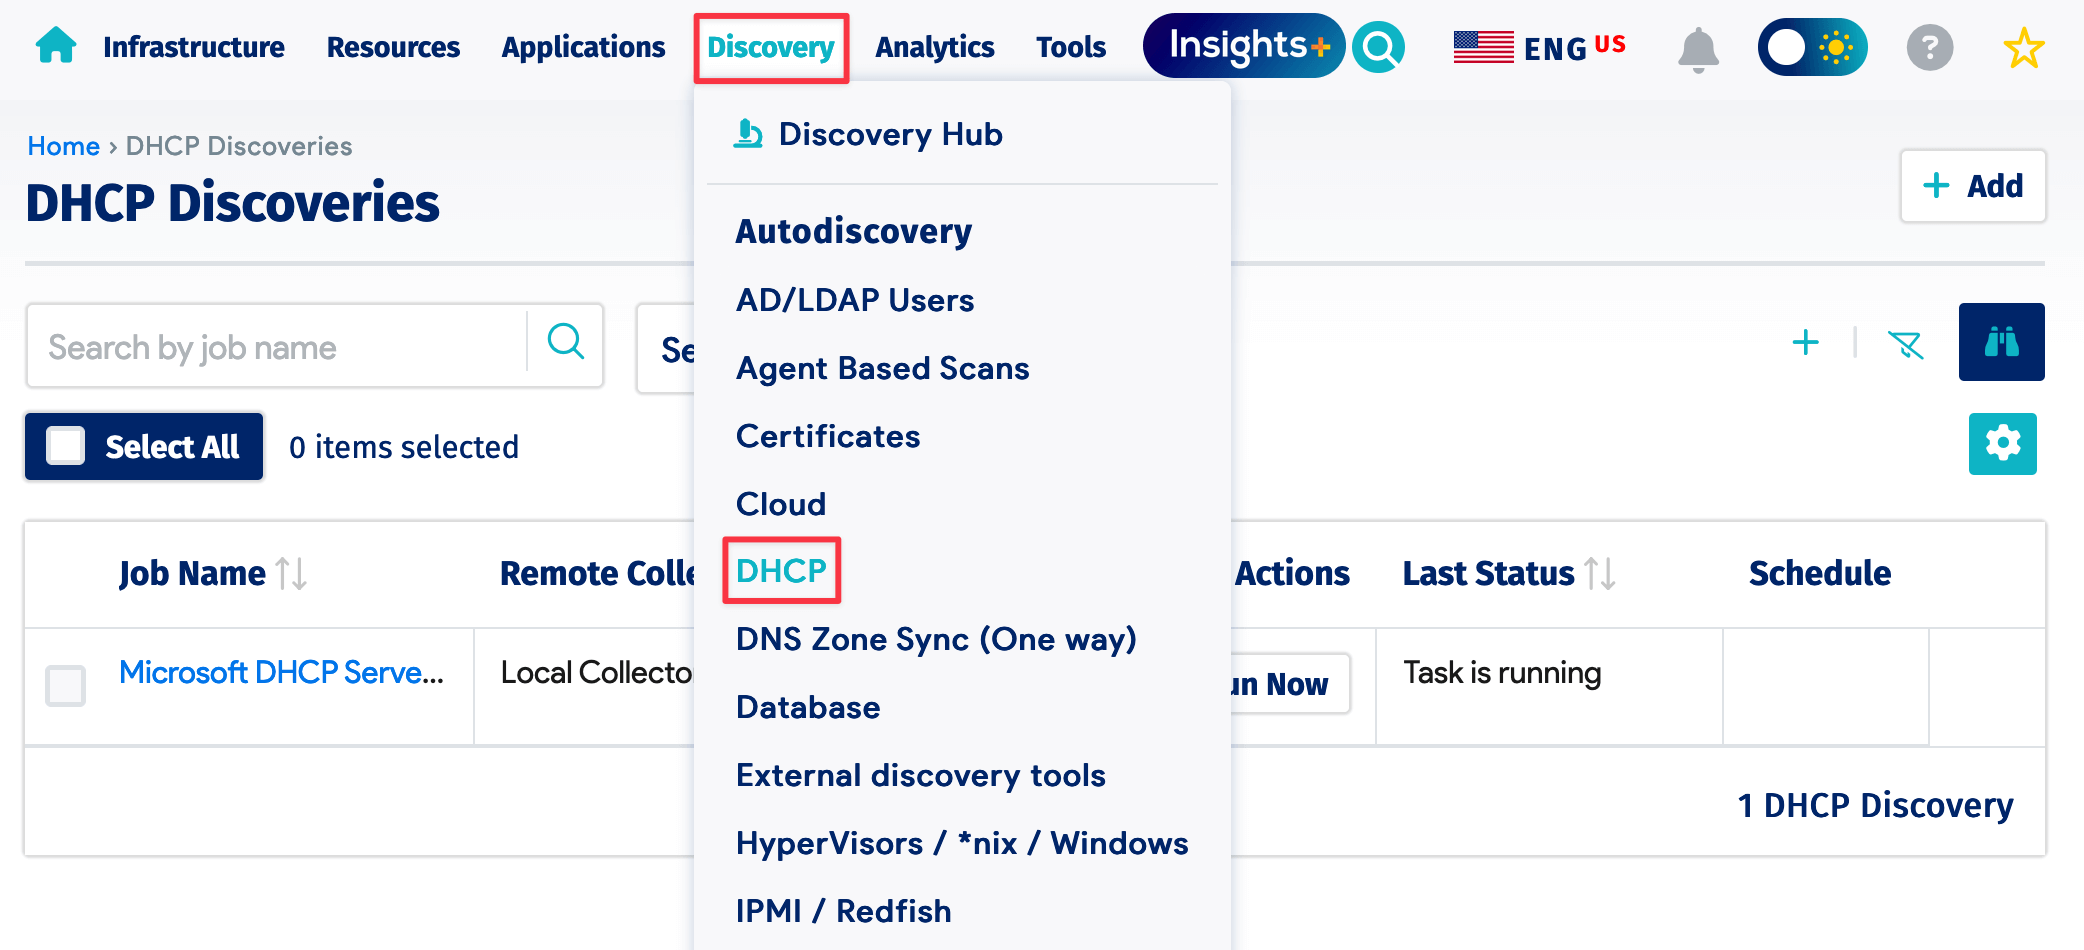 Infrastructure Resources Applications Discovery Analytics Tools Insights+ ENG US ?
Home › DHCP Discoveries
DHCP Discoveries
+ Add
Search by job name
Se
Select All 0 items selected
Job Name Remote Colle Actions Last Status Schedule
Microsoft DHCP Serve... Local Collector un Now Task is running
1 DHCP Discovery
Discovery Hub
Autodiscovery
AD/LDAP Users
Agent Based Scans
Certificates
Cloud
DHCP
DNS Zone Sync (One way)
Database
External discovery tools
HyperVisors / *nix / Windows
IPMI / Redfish